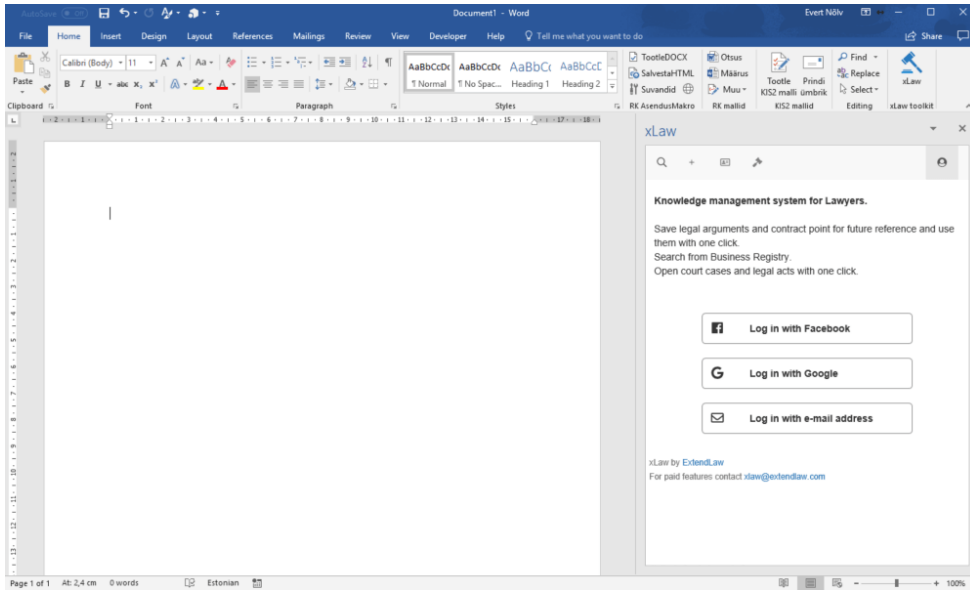 AutoSave Off
Document1 - Word
Evert Nõlv
File Home Insert Design Layout References Mailings Review View Developer Help Tell me what you want to do Share
Paste
Calibri (Body) 11 A A Aa
B I U abc x₂ x² A A
AaBbCcDc AaBbCcDc AaBbCc AaBbCcC
¶ Normal ¶ No Spac... Heading 1 Heading 2
TootleDOCX
SalvestaHTML
Suvandid
Otsus
Määrus
Muu
Tootle KIS2 malli
Prindi ümbrik
Find
Replace
Select
xLaw
Clipboard Font Paragraph Styles RK AsendusMakro RK mallid KIS2 mallid Editing xLaw toolkit
xLaw
Knowledge management system for Lawyers.
Save legal arguments and contract point for future reference and use
them with one click.
Search from Business Registry.
Open court cases and legal acts with one click.
Log in with Facebook
G Log in with Google
Log in with e-mail address
xLaw by ExtendLaw
For paid features contact xlaw@extendlaw.com
Page 1 of 1 At: 2,4 cm 0 words Estonian 100%